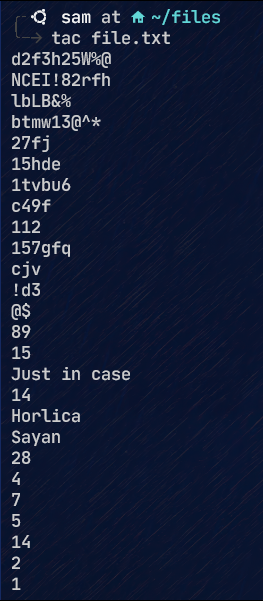 sam at ~/files
tac file.txt
d2f3h25W%@
NCEI!82rfh
lbLB&%
btmw13@^*
27fj
15hde
1tvbu6
c49f
112
157gfq
cjv
!d3
@$
89
15
Just in case
14
Horlica
Sayan
28
4
7
5
14
2
1